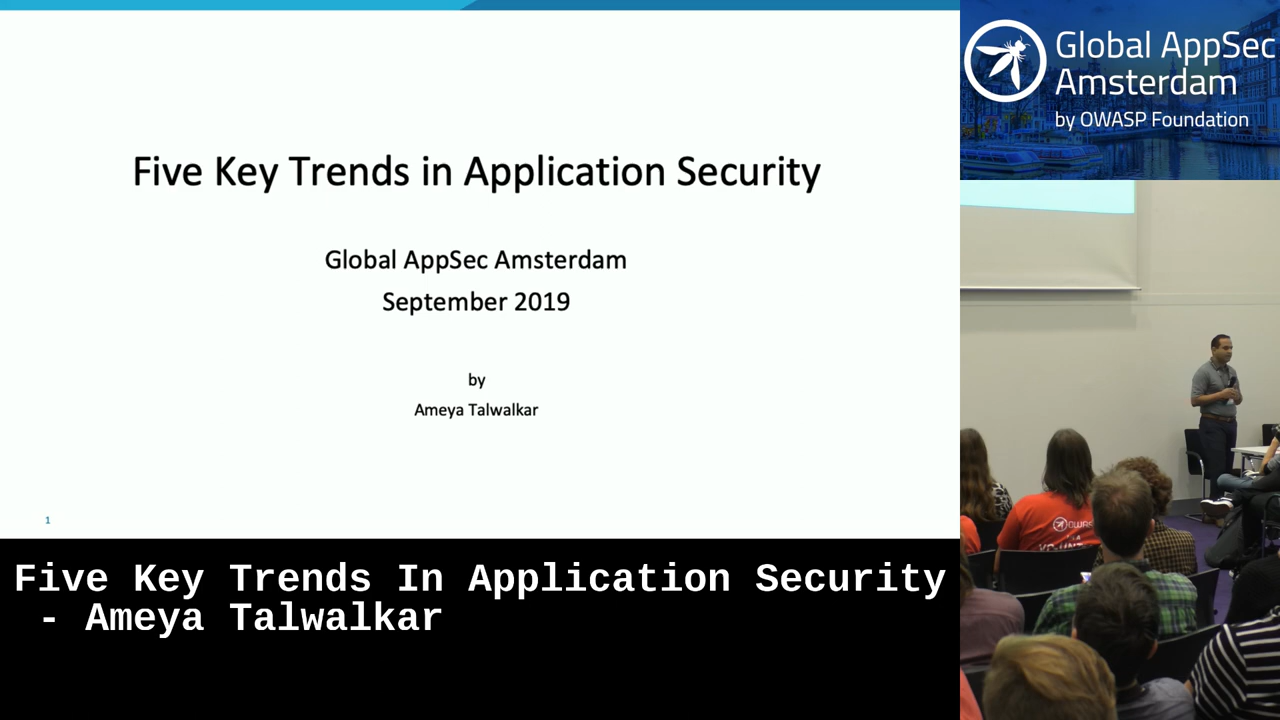 Five Key Trends in Application Security
Global AppSec Amsterdam
September 2019
by
Ameya Talwalkar
1
Five Key Trends In Application Security
- Ameya Talwalkar
Global AppSec
Amsterdam
by OWASP Foundation